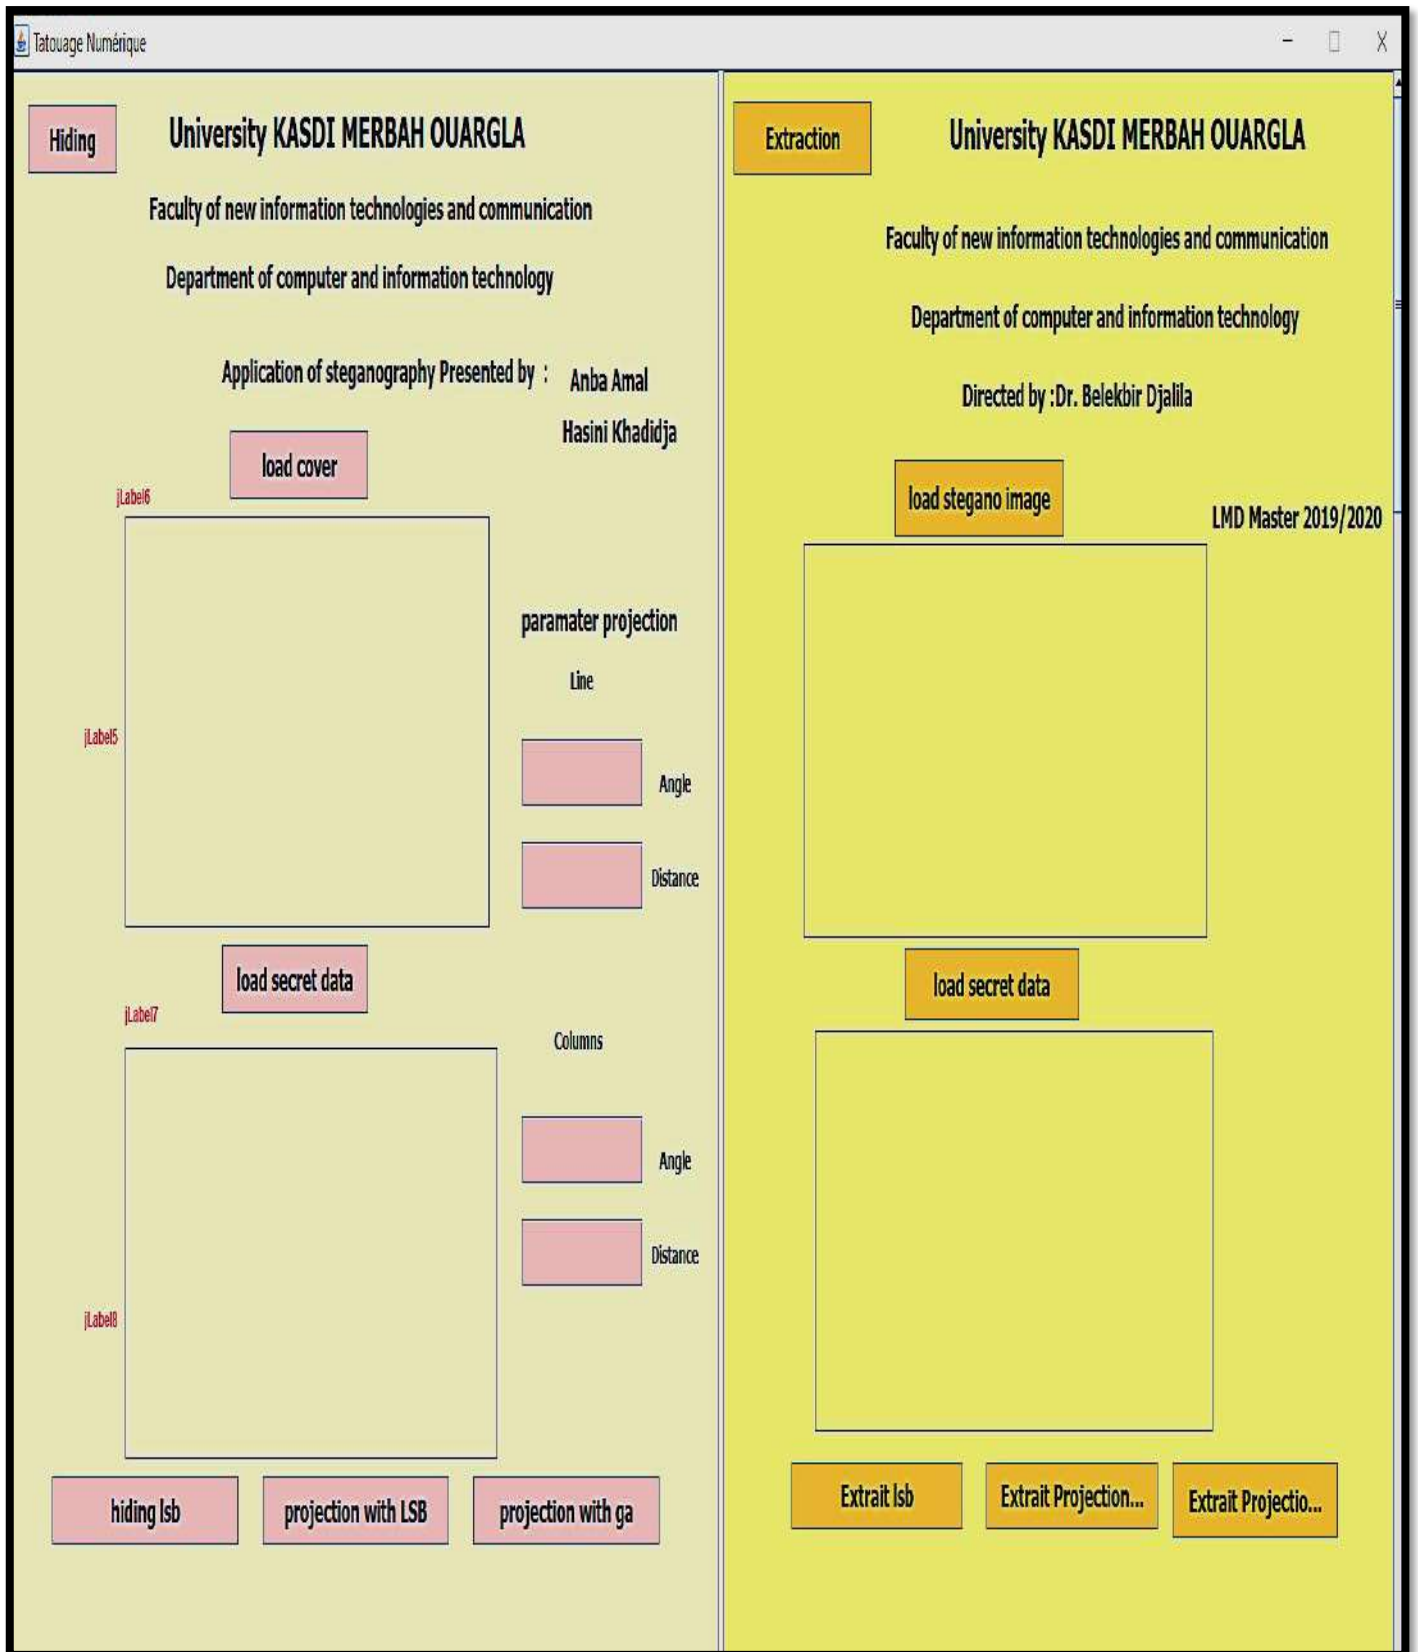 Tatouage Numérique
Hiding
University KASDI MERBAH OUARGLA
Faculty of new information technologies and communication
Department of computer and information technology
Application of steganography Presented by :
Anba Amal
Hasini Khadidja
load cover
jLabel6
paramater projection
Line
jLabel5
Angle
Distance
load secret data
jLabel7
Columns
Angle
Distance
jLabel8
hiding lsb
projection with LSB
projection with ga
Extraction
University KASDI MERBAH OUARGLA
Faculty of new information technologies and communication
Department of computer and information technology
Directed by :Dr. Belekbir Djalila
load stegano image
LMD Master 2019/2020
load secret data
Extrait lsb
Extrait Projection...
Extrait Projectio...